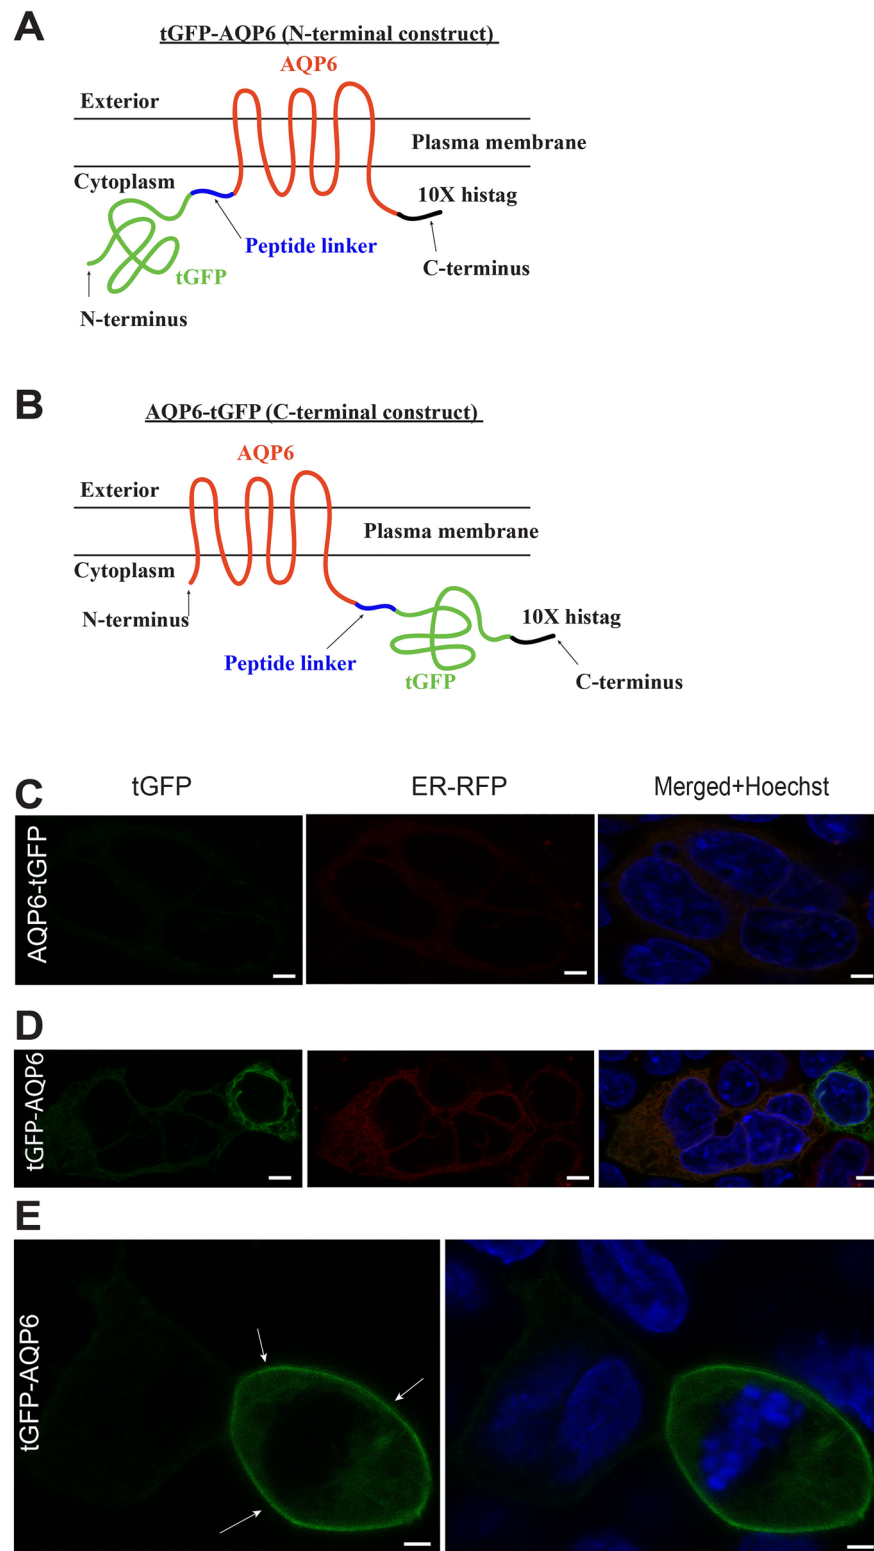 A
tGFP-AQP6 (N-terminal construct)
AQP6
Exterior
Plasma membrane
Cytoplasm
10X histag
Peptide linker
C-terminus
tGFP
N-terminus
B
AQP6-tGFP (C-terminal construct)
AQP6
Exterior
Plasma membrane
Cytoplasm
N-terminus
10X histag
Peptide linker
tGFP
C-terminus
C
tGFP
ER-RFP
Merged+Hoechst
AQP6-tGFP
D
tGFP-AQP6
E
tGFP-AQP6